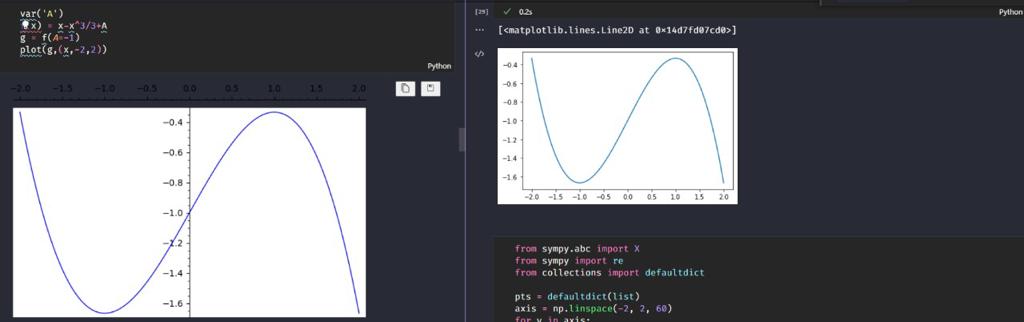 var('A')
x) = x-x^3/3+A
g = f(A=-1)
plot(g,(x,-2,2))
Python
-2.0 -1.5 -1.0 -0.5 0.0 0.5 1.0 1.5 2.0
-0.4
-0.6
-0.8
-1.0
-1.2
-1.4
-1.6
[29] ✓ 0.2s Python
... [<matplotlib.lines.Line2D at 0x14d7fd07cd0>]
</>
-0.4
-0.6
-0.8
-1.0
-1.2
-1.4
-1.6
-2.0 -1.5 -1.0 -0.5 0.0 0.5 1.0 1.5 2.0
from sympy.abc import X
from sympy import re
from collections import defaultdict
pts = defaultdict(list)
axis = np.linspace(-2, 2, 60)
for v in axis: